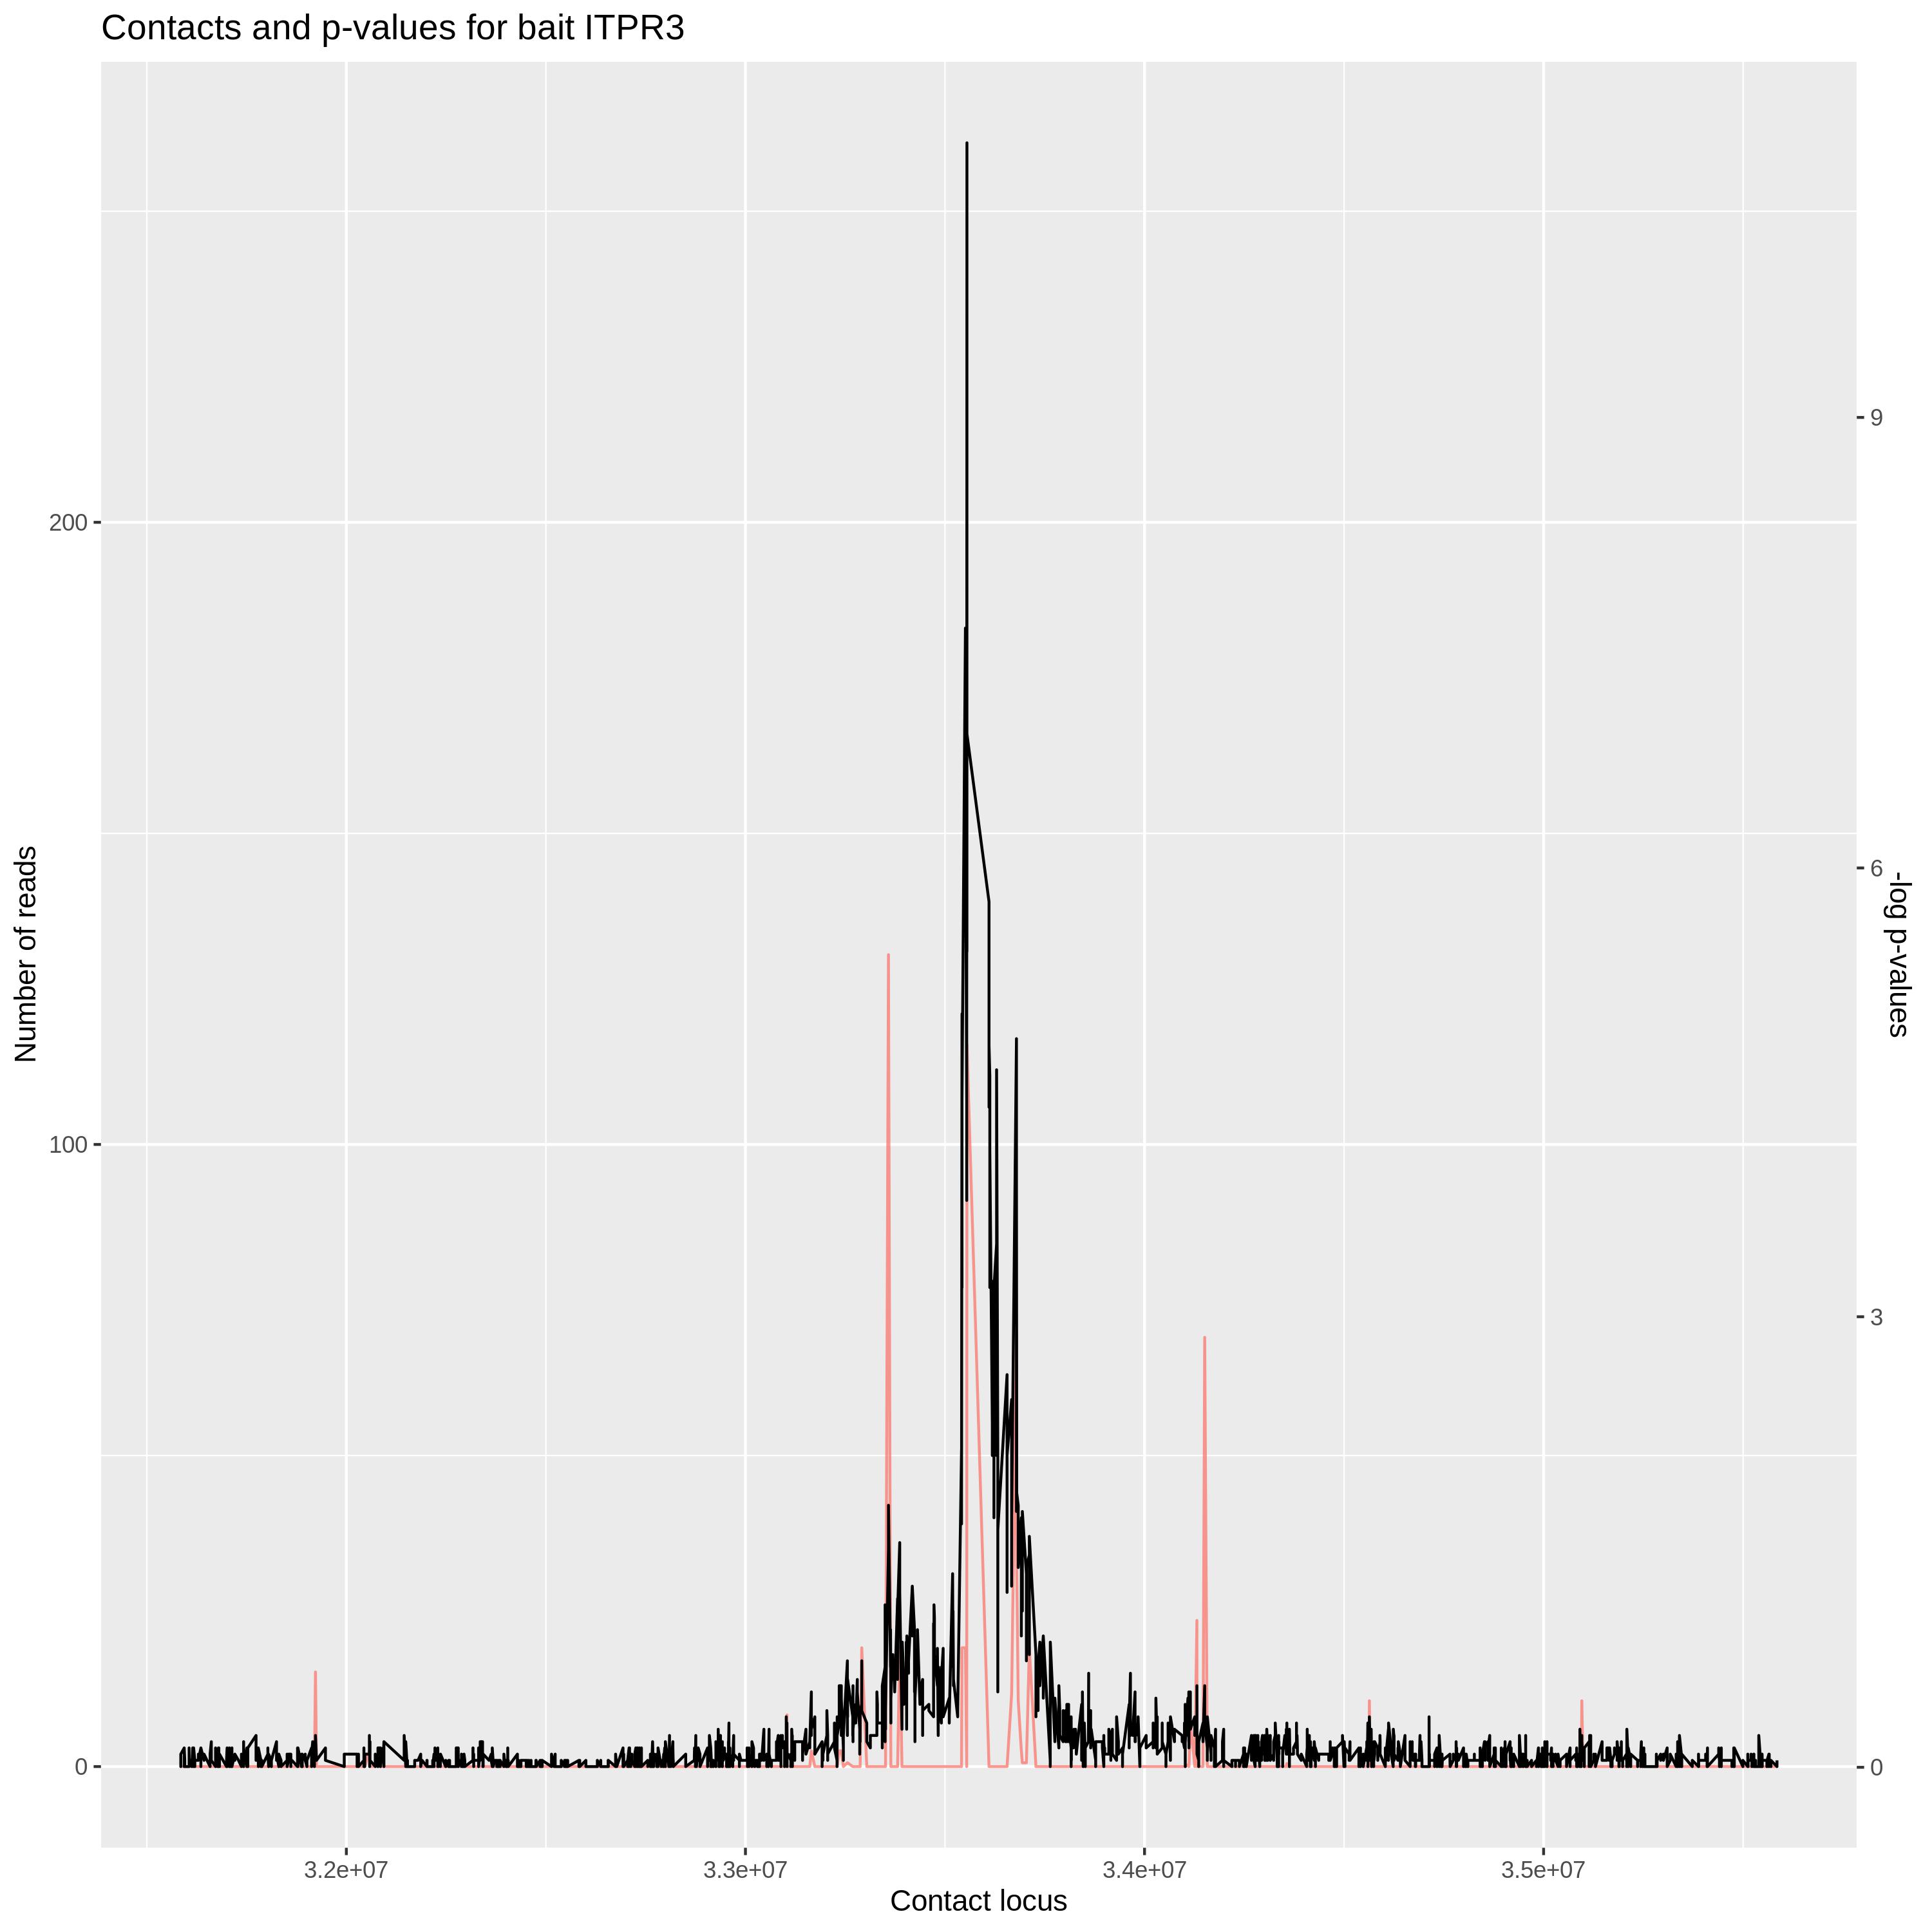 Contacts and p-values for bait ITPR3
Number of reads
200
100
0
9
6
3
0
-log p-values
3.2e+07
3.3e+07
3.4e+07
3.5e+07
Contact locus